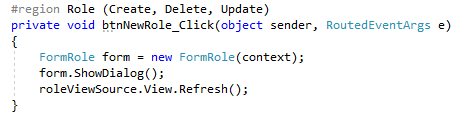 #region Role (Create, Delete, Update)
private void btnNewRole_Click(object sender, RoutedEventArgs e)
{
    FormRole form = new FormRole(context);
    form.ShowDialog();
    roleViewSource.View.Refresh();
}